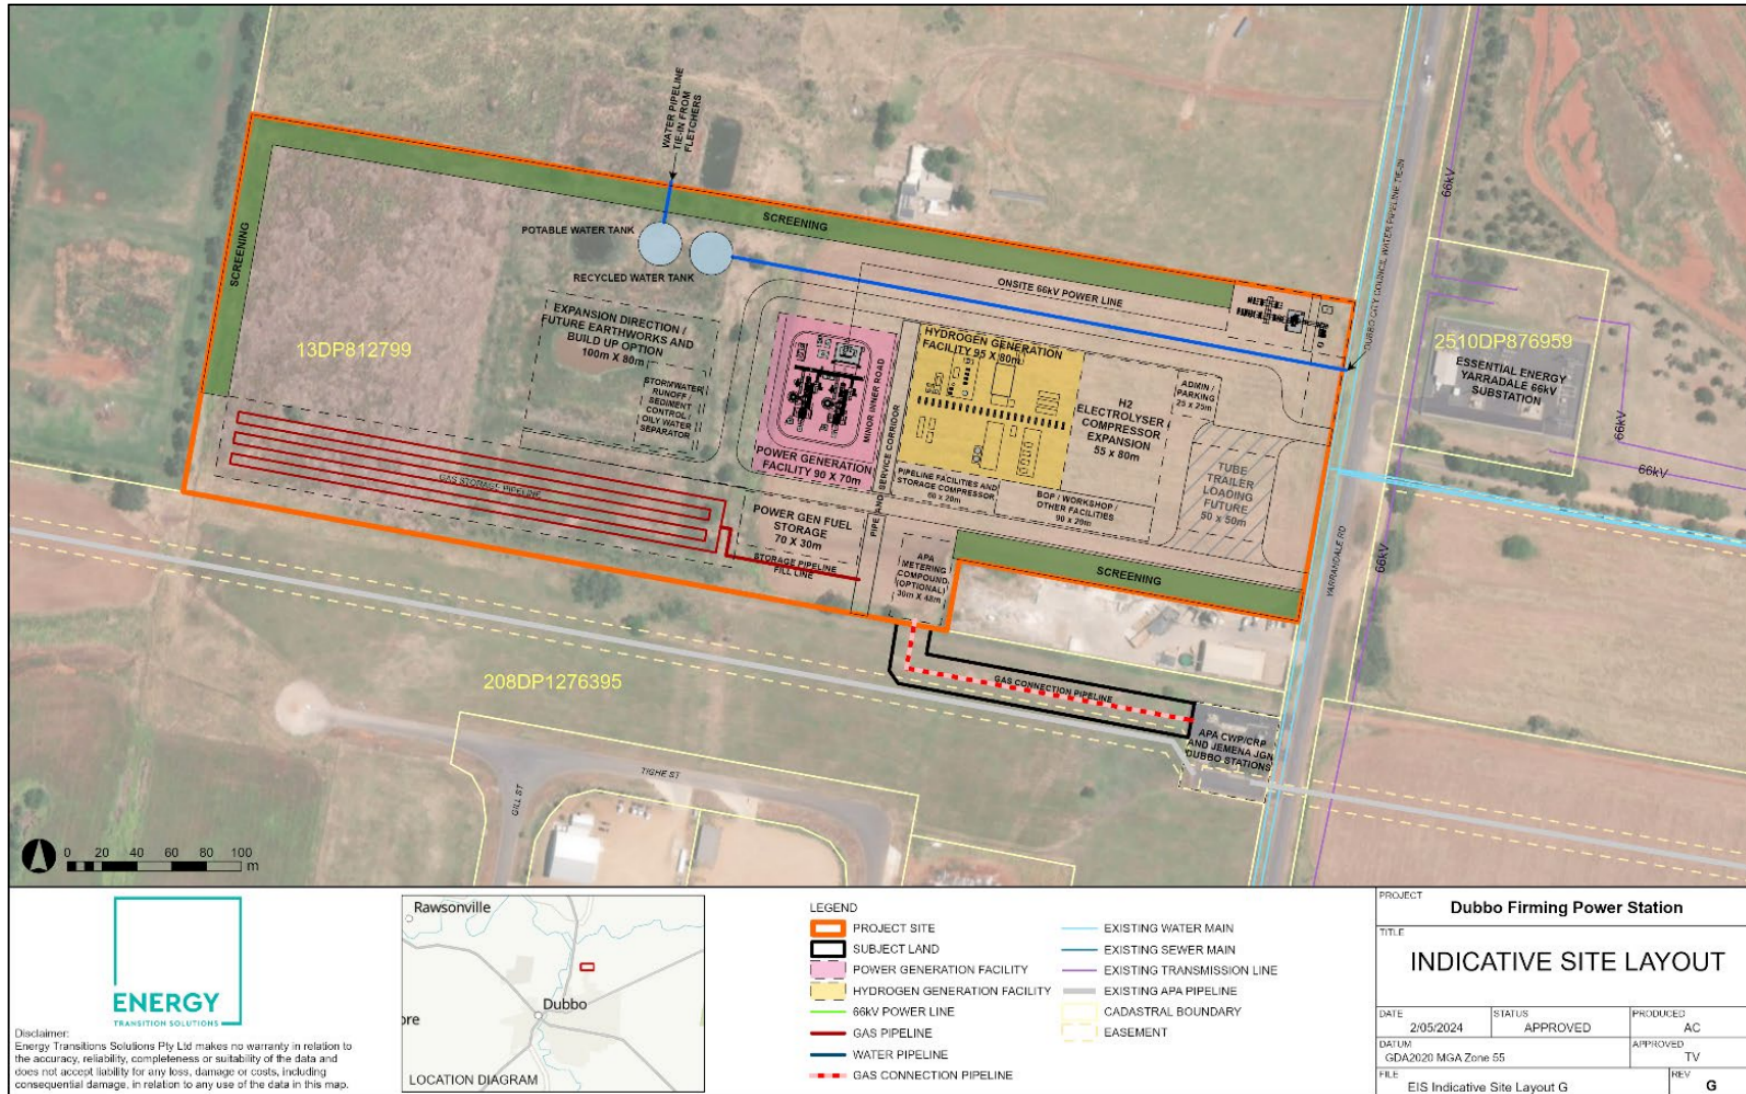 WATER PIPELINE
TIE-IN FROM
FLETCHERS
SCREENING
SCREENING
POTABLE WATER TANK
RECYCLED WATER TANK
ONSITE 66kV POWER LINE
DUBBO CITY COUNCIL WATER PIPELINE TIE-IN
66kV
13DP812799
EXPANSION DIRECTION /
FUTURE EARTHWORKS AND
BUILD UP OPTION
100m X 80m
STORMWATER
RUNOFF /
SEDIMENT
CONTROL /
OILY WATER
SEPARATOR
POWER GENERATION
FACILITY 90 X 70m
MINOR INNER ROAD
PIPE AND SERVICE CORRIDOR
HYDROGEN GENERATION
FACILITY 95 X 80m
H2
ELECTROLYSER /
COMPRESSOR
EXPANSION
55 x 80m
ADMIN /
PARKING
25 x 25m
TUBE
TRAILER
LOADING
FUTURE
50 x 50m
PIPELINE FACILITIES AND
STORAGE COMPRESSOR
60 x 20m
BOP / WORKSHOP /
OTHER FACILITIES
90 x 20m
2510DP876959
ESSENTIAL ENERGY
YARRADALE 66kV
SUBSTATION
66kV
66kV
66kV
YARRANDALE RD
GAS STORAGE PIPELINE
POWER GEN FUEL
STORAGE
70 X 30m
STORAGE PIPELINE
FILL LINE
APA
METERING
COMPOUND
(OPTIONAL)
30m X 42m
SCREENING
208DP1276395
GAS CONNECTION PIPELINE
APA CWP/CRP
AND JEMENA JGN
DUBBO STATIONS
TIGHE ST
GILL ST
0 20 40 60 80 100
m
ENERGY
TRANSITION SOLUTIONS
Disclaimer:
Energy Transitions Solutions Pty Ltd makes no warranty in relation to
the accuracy, reliability, completeness or suitability of the data and
does not accept liability for any loss, damage or costs, including
consequential damage, in relation to any use of the data in this map.
Rawsonville
Dubbo
ore
LOCATION DIAGRAM
LEGEND
PROJECT SITE
SUBJECT LAND
POWER GENERATION FACILITY
HYDROGEN GENERATION FACILITY
66kV POWER LINE
GAS PIPELINE
WATER PIPELINE
GAS CONNECTION PIPELINE
EXISTING WATER MAIN
EXISTING SEWER MAIN
EXISTING TRANSMISSION LINE
EXISTING APA PIPELINE
CADASTRAL BOUNDARY
EASEMENT
PROJECT
Dubbo Firming Power Station
TITLE
INDICATIVE SITE LAYOUT
DATE
2/05/2024
STATUS
APPROVED
PRODUCED
AC
DATUM
GDA2020 MGA Zone 55
APPROVED
TV
FILE
EIS Indicative Site Layout G
REV
G